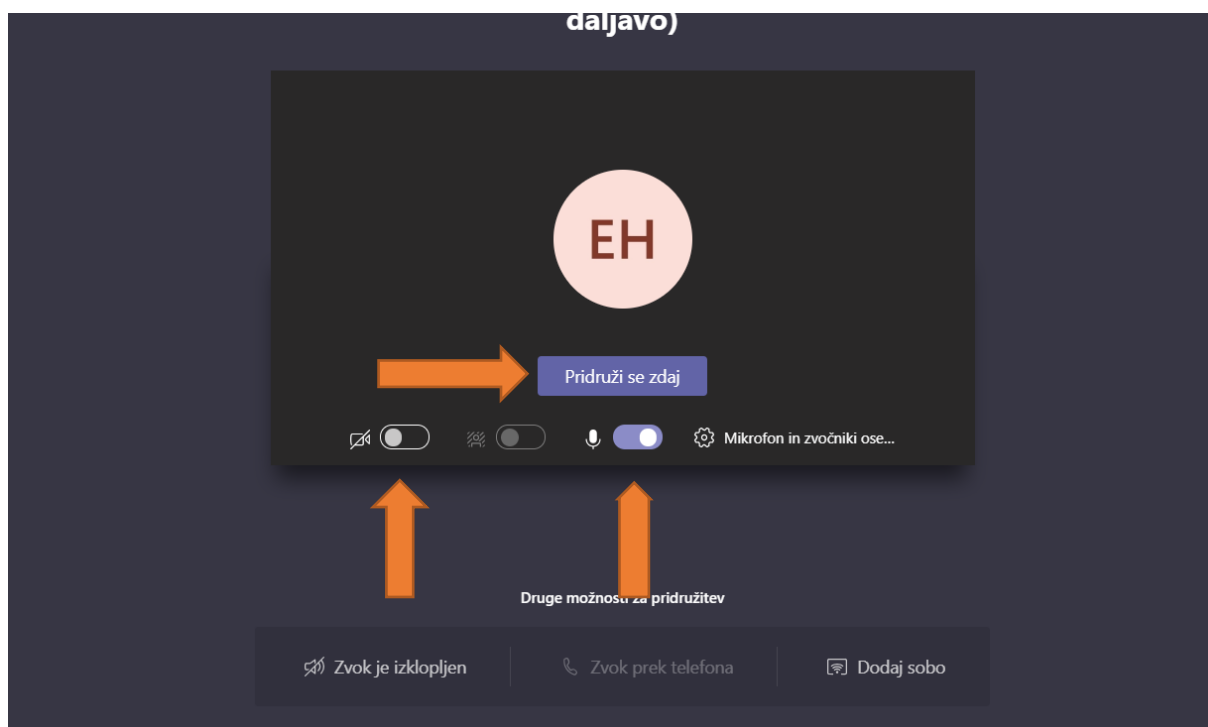 daljavo)
EH
Pridruži se zdaj
Mikrofon in zvočniki ose...
Druge možnosti za pridružitev
Zvok je izklopljen
Zvok prek telefona
Dodaj sobo